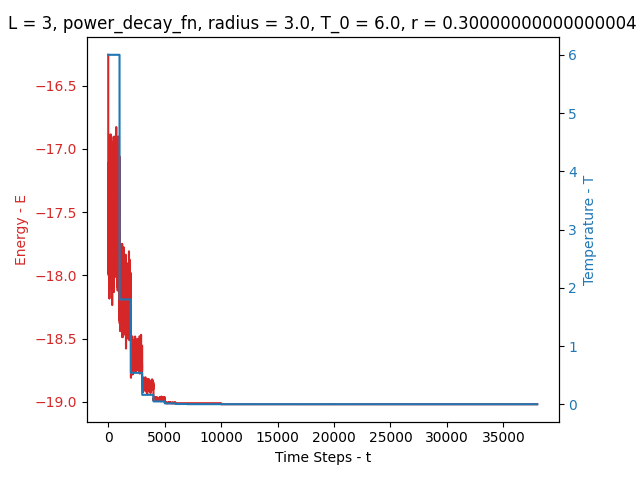 L = 3, power_decay_fn, radius = 3.0, T_0 = 6.0, r = 0.30000000000000004
−16.5
−17.0
−17.5
−18.0
−18.5
−19.0
Energy - E
6
5
4
3
2
1
0
Temperature - T
0 5000 10000 15000 20000 25000 30000 35000
Time Steps - t